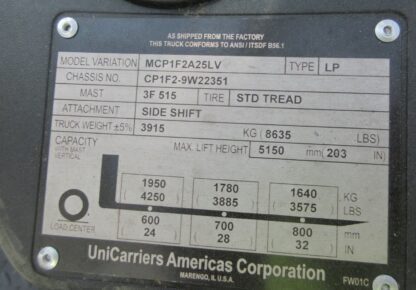 AS SHIPPED FROM THE FACTORY
THIS TRUCK CONFORMS TO ANSI / ITSDF B56.1
MODEL VARIATION MCP1F2A25LV TYPE LP
CHASSIS NO. CP1F2-9W22351
MAST 3F 515 TIRE STD TREAD
ATTACHMENT SIDE SHIFT
TRUCK WEIGHT ±5% 3915 KG ( 8635 LBS)
CAPACITY WITH MAST VERTICAL MAX. LIFT HEIGHT 5150 mm ( 203 IN)
1950 1780 1640 KG
( 4250 ) ( 3885 ) ( 3575 ) LBS
600 700 800 mm
( 24 ) ( 28 ) ( 32 ) IN
LOAD CENTER
UniCarriers Americas Corporation
MARENGO, IL U.S.A.
FW01C